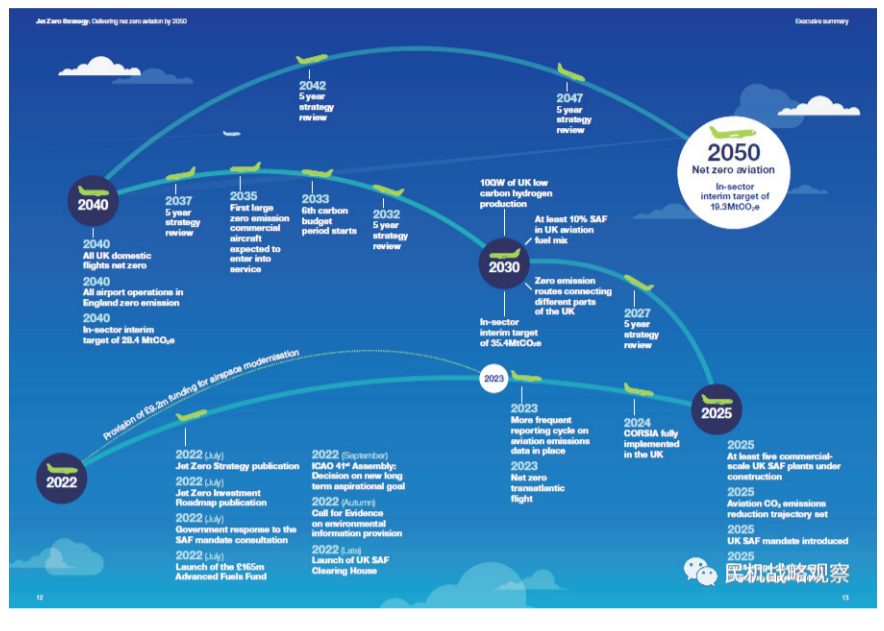 Jet Zero Strategy: Delivering net zero aviation by 2050
Executive summary
2042
5 year
strategy
review
2047
5 year
strategy
review
2050
Net zero aviation
In-sector
interim target of
19.3MtCO₂e
2040
2040
All UK domestic
flights net zero
2040
All airport operations in
England zero emission
2040
In-sector interim
target of 28.4 MtCO₂e
2037
5 year
strategy
review
2035
First large
zero emission
commercial
aircraft
expected to
enter into
service
2033
6th carbon
budget
period starts
2032
5 year
strategy
review
10GW of UK low
carbon hydrogen
production
At least 10% SAF
in UK aviation
fuel mix
2030
Zero emission
routes connecting
different parts
of the UK
In-sector
interim target
of 35.4MtCO₂e
2027
5 year
strategy
review
Provision of £9.2m funding for airspace modernisation
2022
2022 (July)
Jet Zero Strategy publication
2022 (July)
Jet Zero Investment
Roadmap publication
2022 (July)
Government response to the
SAF mandate consultation
2022 (July)
Launch of the £165m
Advanced Fuels Fund
2022 (September)
ICAO 41st Assembly:
Decision on new long
term aspirational goal
2022 (Autumn)
Call for Evidence
on environmental
information provision
2022 (Late)
Launch of UK SAF
Clearing House
2023
2023
More frequent
reporting cycle on
aviation emissions
data in place
2023
Net zero
transatlantic
flight
2024
CORSIA fully
implemented
in the UK
2025
2025
At least five commercial-
scale UK SAF plants under
construction
2025
Aviation CO₂ emissions
reduction trajectory set
2025
UK SAF mandate introduced
2025
民机战略观察
12
13